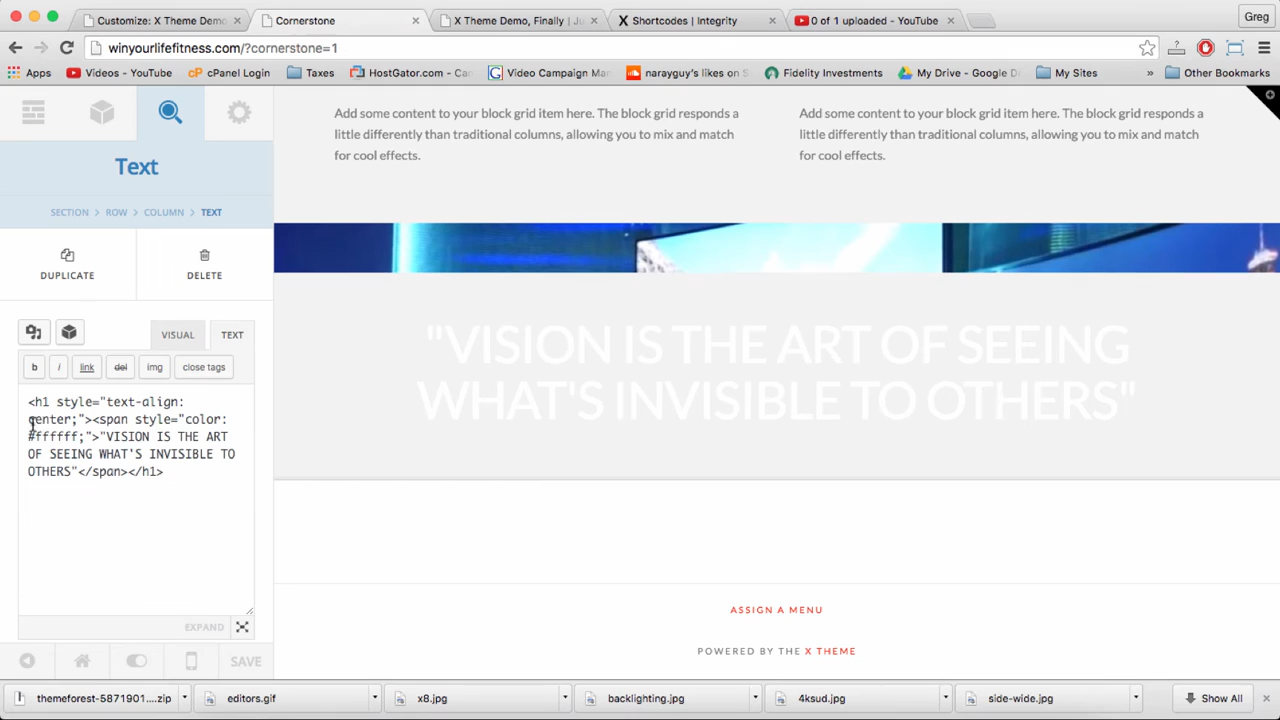 Customize: X Theme Demo
Cornerstone
X Theme Demo, Finally | Ju
Shortcodes | Integrity
0 of 1 uploaded - YouTube
Greg
winyourlifefitness.com/?cornerstone=1
Apps
Videos - YouTube
cPanel Login
Taxes
HostGator.com - Car
Video Campaign Man
narayguy's likes on S
Fidelity Investments
My Drive - Google D
My Sites
»
Other Bookmarks
Text
SECTION > ROW > COLUMN > TEXT
DUPLICATE
DELETE
VISUAL
TEXT
b
i
link
del
img
close tags
<h1 style="text-align:
center;"><span style="color:
#ffffff;">"VISION IS THE ART
OF SEEING WHAT'S INVISIBLE TO
OTHERS"</span></h1>
EXPAND
SAVE
Add some content to your block grid item here. The block grid responds a
little differently than traditional columns, allowing you to mix and match
for cool effects.
Add some content to your block grid item here. The block grid responds a
little differently than traditional columns, allowing you to mix and match
for cool effects.
"VISION IS THE ART OF SEEING
WHAT'S INVISIBLE TO OTHERS"
ASSIGN A MENU
POWERED BY THE X THEME
themeforest-5871901....zip
editors.gif
x8.jpg
backlighting.jpg
4ksud.jpg
side-wide.jpg
Show All